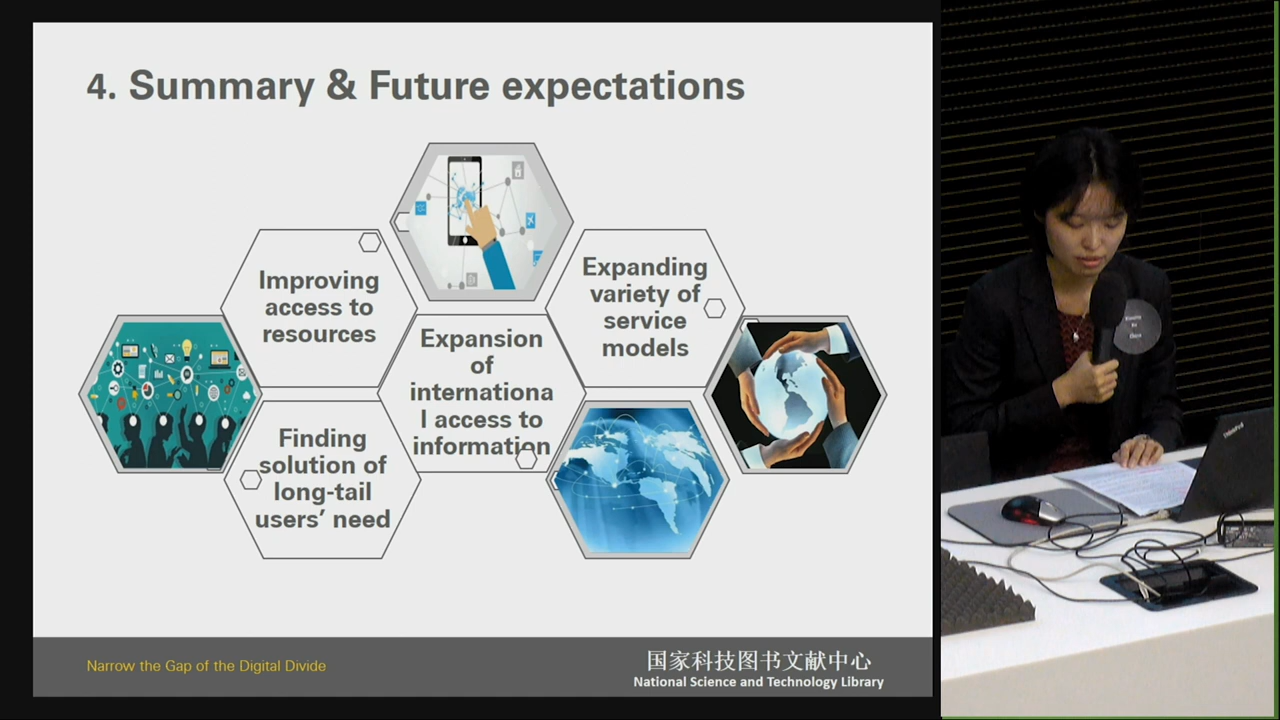 4. Summary & Future expectations
Improving
access to
resources
Expanding
variety of
service
models
Expansion
of
internationa
l access to
information
Finding
solution of
long-tail
users’ need
Narrow the Gap of the Digital Divide
国家科技图书文献中心
National Science and Technology Library
ThinkPad